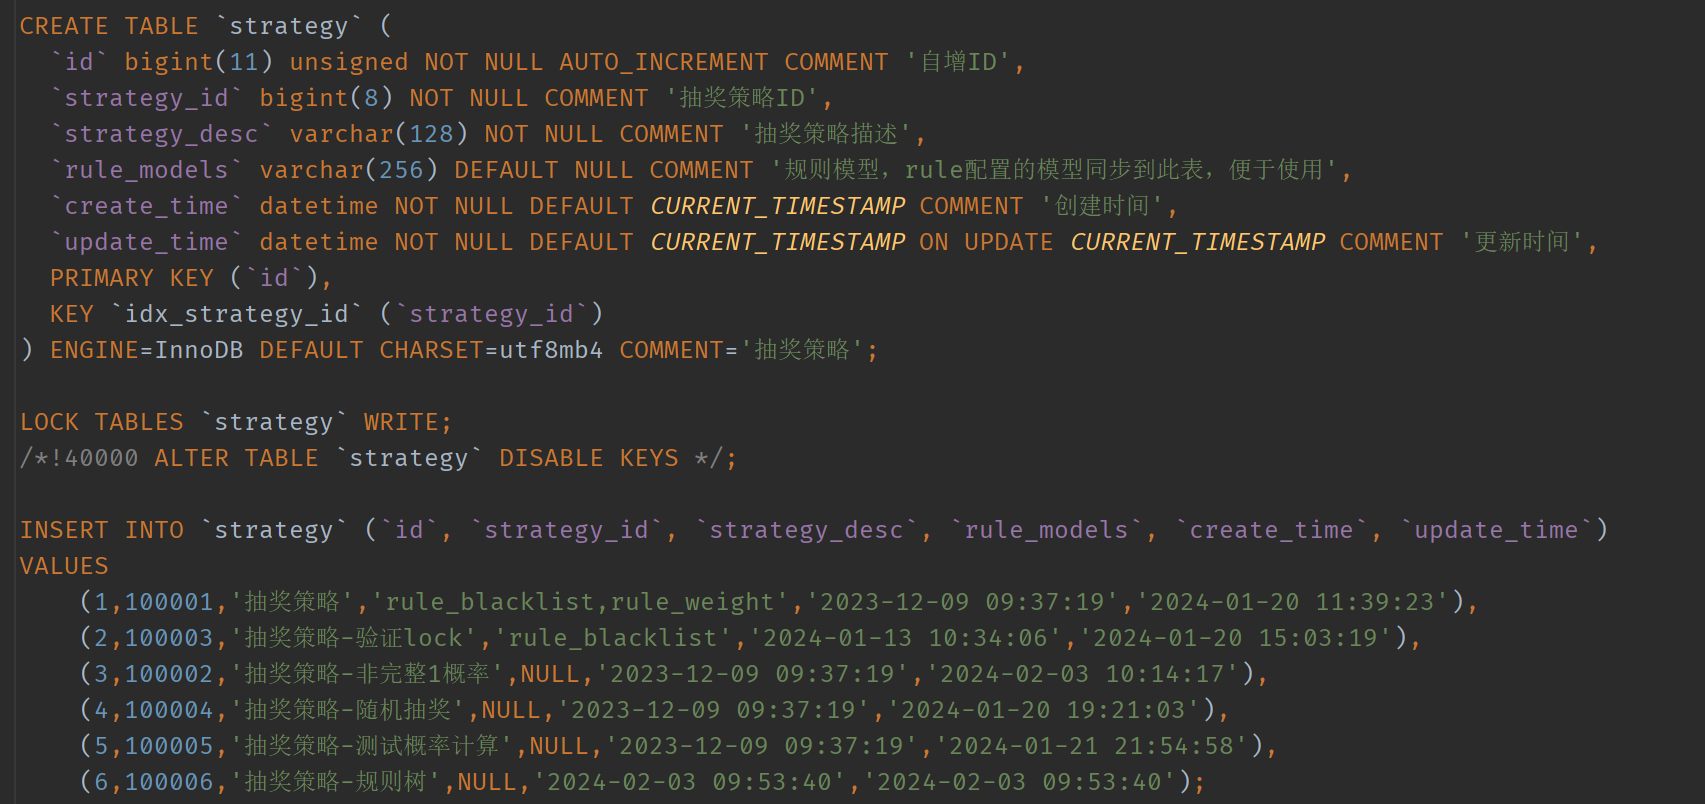 CREATE TABLE `strategy` (
  `id` bigint(11) unsigned NOT NULL AUTO_INCREMENT COMMENT '自增ID',
  `strategy_id` bigint(8) NOT NULL COMMENT '抽奖策略ID',
  `strategy_desc` varchar(128) NOT NULL COMMENT '抽奖策略描述',
  `rule_models` varchar(256) DEFAULT NULL COMMENT '规则模型，rule配置的模型同步到此表，便于使用',
  `create_time` datetime NOT NULL DEFAULT CURRENT_TIMESTAMP COMMENT '创建时间',
  `update_time` datetime NOT NULL DEFAULT CURRENT_TIMESTAMP ON UPDATE CURRENT_TIMESTAMP COMMENT '更新时间',
  PRIMARY KEY (`id`),
  KEY `idx_strategy_id` (`strategy_id`)
) ENGINE=InnoDB DEFAULT CHARSET=utf8mb4 COMMENT='抽奖策略';
LOCK TABLES `strategy` WRITE;
/*!40000 ALTER TABLE `strategy` DISABLE KEYS */;
INSERT INTO `strategy` (`id`, `strategy_id`, `strategy_desc`, `rule_models`, `create_time`, `update_time`)
VALUES
    (1,100001,'抽奖策略','rule_blacklist,rule_weight','2023-12-09 09:37:19','2024-01-20 11:39:23'),
    (2,100003,'抽奖策略-验证lock','rule_blacklist','2024-01-13 10:34:06','2024-01-20 15:03:19'),
    (3,100002,'抽奖策略-非完整1概率',NULL,'2023-12-09 09:37:19','2024-02-03 10:14:17'),
    (4,100004,'抽奖策略-随机抽奖',NULL,'2023-12-09 09:37:19','2024-01-20 19:21:03'),
    (5,100005,'抽奖策略-测试概率计算',NULL,'2023-12-09 09:37:19','2024-01-21 21:54:58'),
    (6,100006,'抽奖策略-规则树',NULL,'2024-02-03 09:53:40','2024-02-03 09:53:40');